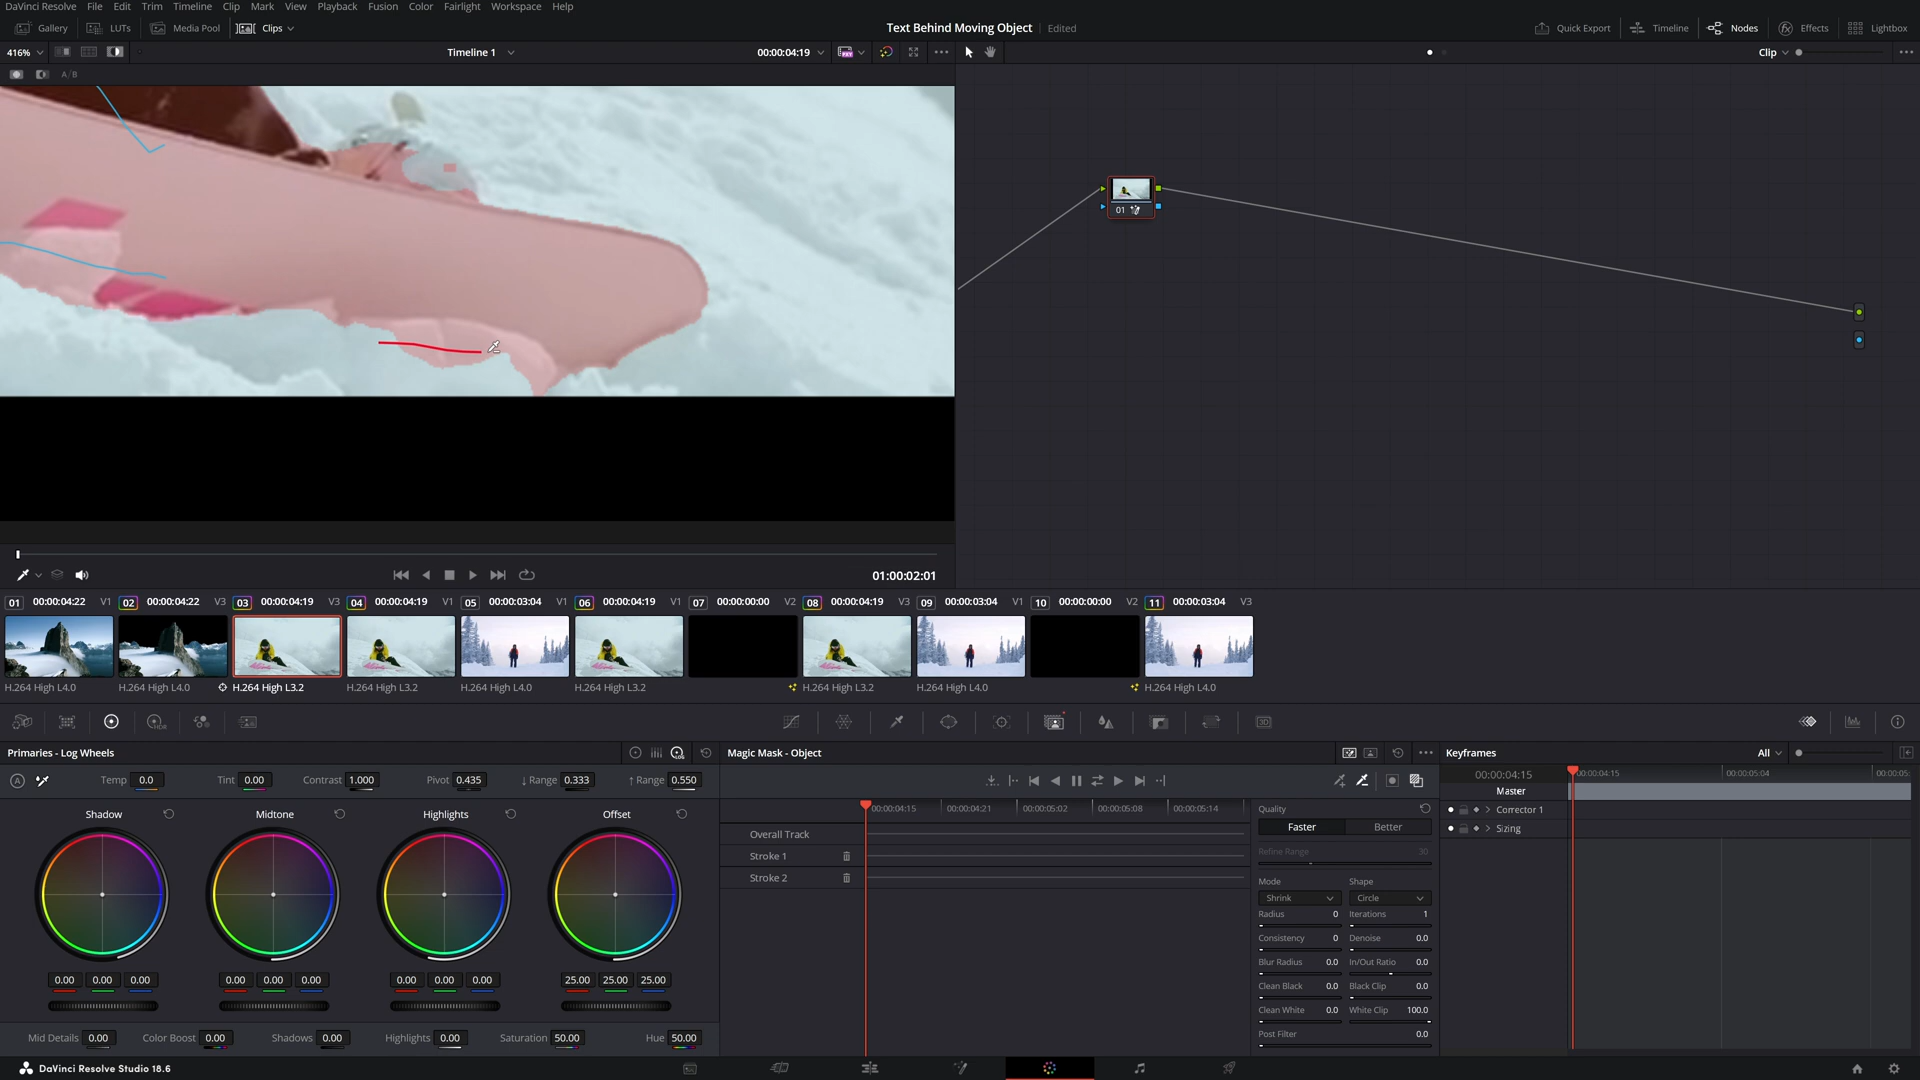 DaVinci Resolve File Edit Trim Timeline Clip Mark View Playback Fusion Color Fairlight Workspace Help
Gallery LUTs Media Pool Clips Text Behind Moving Object Edited Quick Export Timeline Nodes Effects Lightbox
416% Timeline 1 00:00:04:19 Clip
A/B
01
01:00:02:01
01 00:00:04:22 V1 02 00:00:04:22 V3 03 00:00:04:19 V3 04 00:00:04:19 V1 05 00:00:03:04 V1 06 00:00:04:19 V1 07 00:00:00:00 V2 08 00:00:04:19 V3 09 00:00:03:04 V1 10 00:00:00:00 V2 11 00:00:03:04 V3
H.264 High L4.0 H.264 High L4.0 H.264 High L3.2 H.264 High L3.2 H.264 High L4.0 H.264 High L3.2 H.264 High L3.2 H.264 High L4.0 H.264 High L4.0
HDR 3D
Primaries - Log Wheels Magic Mask - Object Keyframes All
A Temp 0.0 Tint 0.00 Contrast 1.000 Pivot 0.435 ↓ Range 0.333 ↑ Range 0.550
00:00:04:15 00:00:04:15 00:00:05:04 00:00:05:
Master
Shadow Midtone Highlights Offset
00:00:04:15 00:00:04:21 00:00:05:02 00:00:05:08 00:00:05:14
Overall Track
Stroke 1
Stroke 2
Quality
Faster Better
Refine Range 30
Mode Shape
Shrink Circle
Radius 0 Iterations 1
Consistency 0 Denoise 0.0
Blur Radius 0.0 In/Out Ratio 0.0
Clean Black 0.0 Black Clip 0.0
Clean White 0.0 White Clip 100.0
Post Filter 0.0
Corrector 1
Sizing
0.00 0.00 0.00 0.00 0.00 0.00 0.00 0.00 0.00 25.00 25.00 25.00
Mid Details 0.00 Color Boost 0.00 Shadows 0.00 Highlights 0.00 Saturation 50.00 Hue 50.00
DaVinci Resolve Studio 18.6